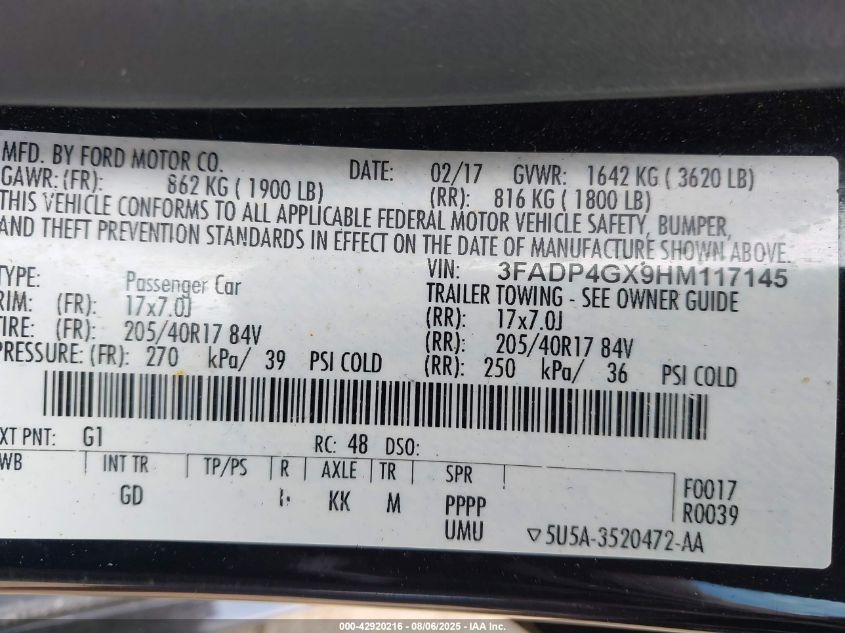 MFD. BY FORD MOTOR CO. DATE: 02/17 GVWR: 1642 KG ( 3620 LB)
GAWR: (FR): 862 KG ( 1900 LB) (RR): 816 KG ( 1800 LB)
THIS VEHICLE CONFORMS TO ALL APPLICABLE FEDERAL MOTOR VEHICLE SAFETY, BUMPER,
AND THEFT PREVENTION STANDARDS IN EFFECT ON THE DATE OF MANUFACTURE SHOWN ABOVE.
VIN: 3FADP4GX9HM117145
TYPE: Passenger Car TRAILER TOWING - SEE OWNER GUIDE
RIM: (FR): 17x7.0J (RR): 17x7.0J
TIRE: (FR): 205/40R17 84V (RR): 205/40R17 84V
PRESSURE: (FR): 270 kPa/ 39 PSI COLD (RR): 250 kPa/ 36 PSI COLD
XT PNT: G1 RC: 48 DSO:
WB INT TR TP/PS R AXLE TR SPR
GD KK M PPPP
UMU
F0017
R0039
▽5U5A-3520472-AA
000-42920216 - 08/06/2025 - IAA Inc.